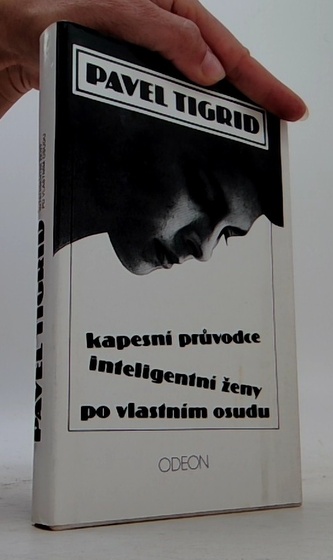 PAVEL TIGRID
kapesní průvodce
inteligentní ženy
po vlastním osudu
ODEON
PAVEL TIGRID